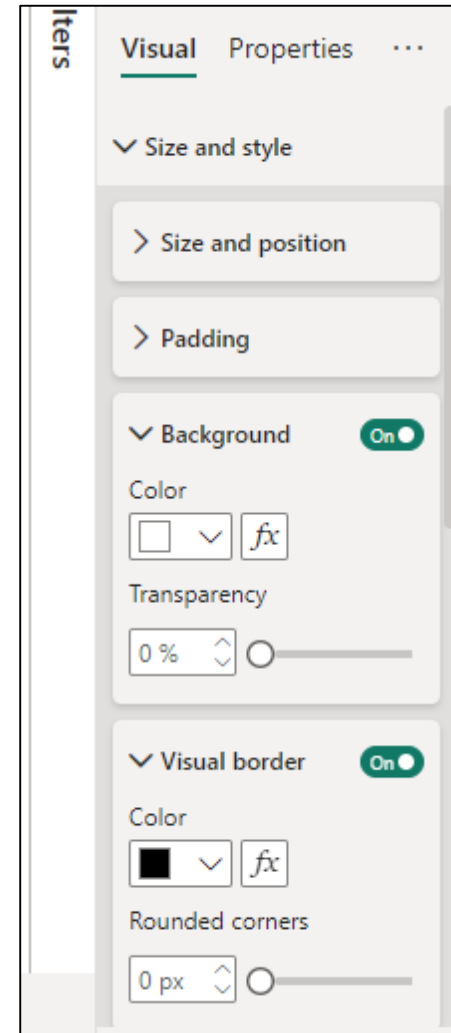 lters
Visual Properties ...
Size and style
Size and position
Padding
Background On
Color
fx
Transparency
0 %
Visual border On
Color
fx
Rounded corners
0 px